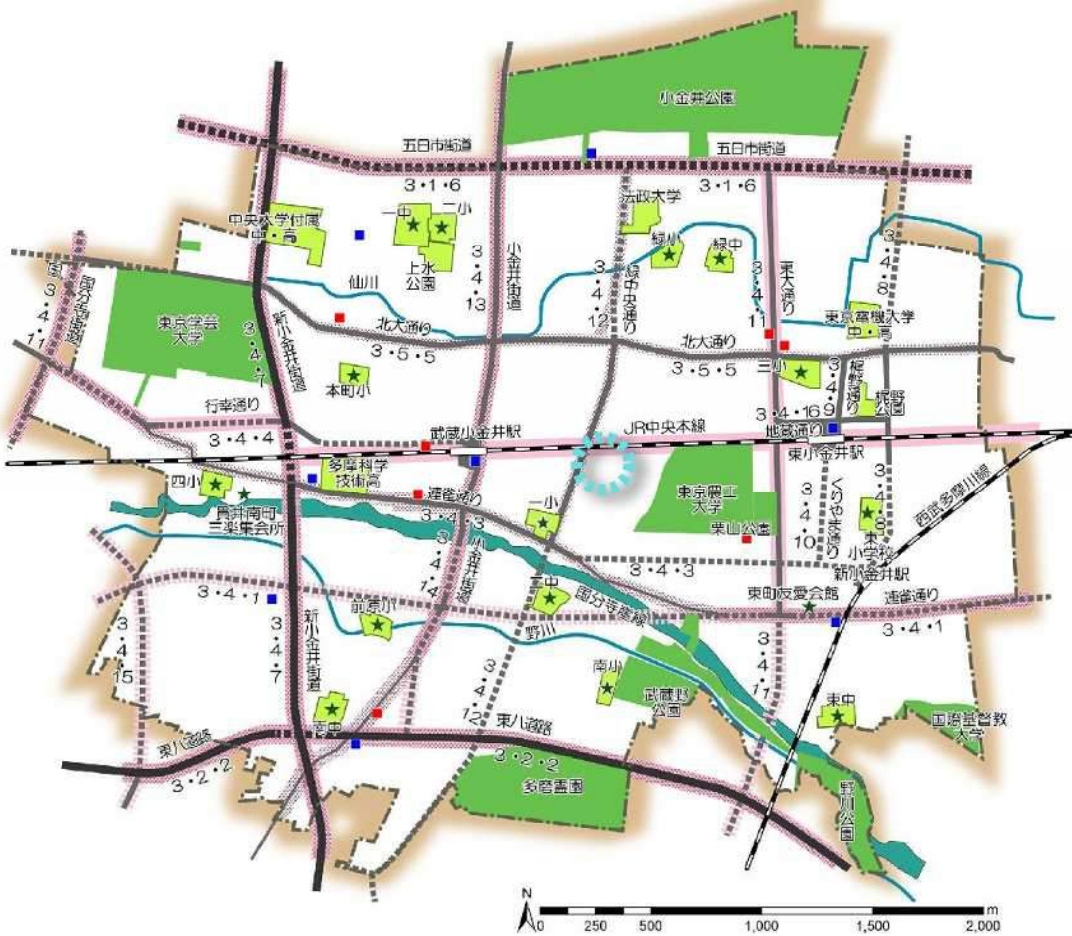 小金井公園
五日市街道
五日市街道
3・1・6
3・1・6
法政大学
中央大学付属
中・高
一中
二小
上水
公園
仙川
3・4・13
小金井街道
3・4・12
緑中央通り
緑小
緑中
3・4・11
東大通り
3・4・8
東京電機大学
中・高
国3・4・11
国分寺街道
東京学芸
大学
3・4・7
新小金井街道
北大通り
3・5・5
北大通り
3・5・5
本町小
三小
3・4・9
梶野通り
梶野
公園
3・4・16
地蔵通り
行幸通り
3・4・4
武蔵小金井駅
JR中央本線
東小金井駅
四小
多摩科学
技術高
貫井南町
三楽集会所
連雀通り
3・4・3
一小
東京農工
大学
栗山公園
3・4・10
くりやま通り
3・4・8
東
小学校
西武多摩川線
新小金井駅
3・4・14
小金井街道
3・4・3
3・4・1
前原小
二中
国分寺崖線
野川
東町友愛会館
連雀通り
3・4・1
3・4・15
3・4・7
新小金井街道
3・4・12
南小
武蔵野
公園
3・4・11
東中
国際基督教
大学
南中
東八道路
3・2・2
東八道路
3・2・2
多磨霊園
野川公園
N
0 250 500 1,000 1,500 2,000 m